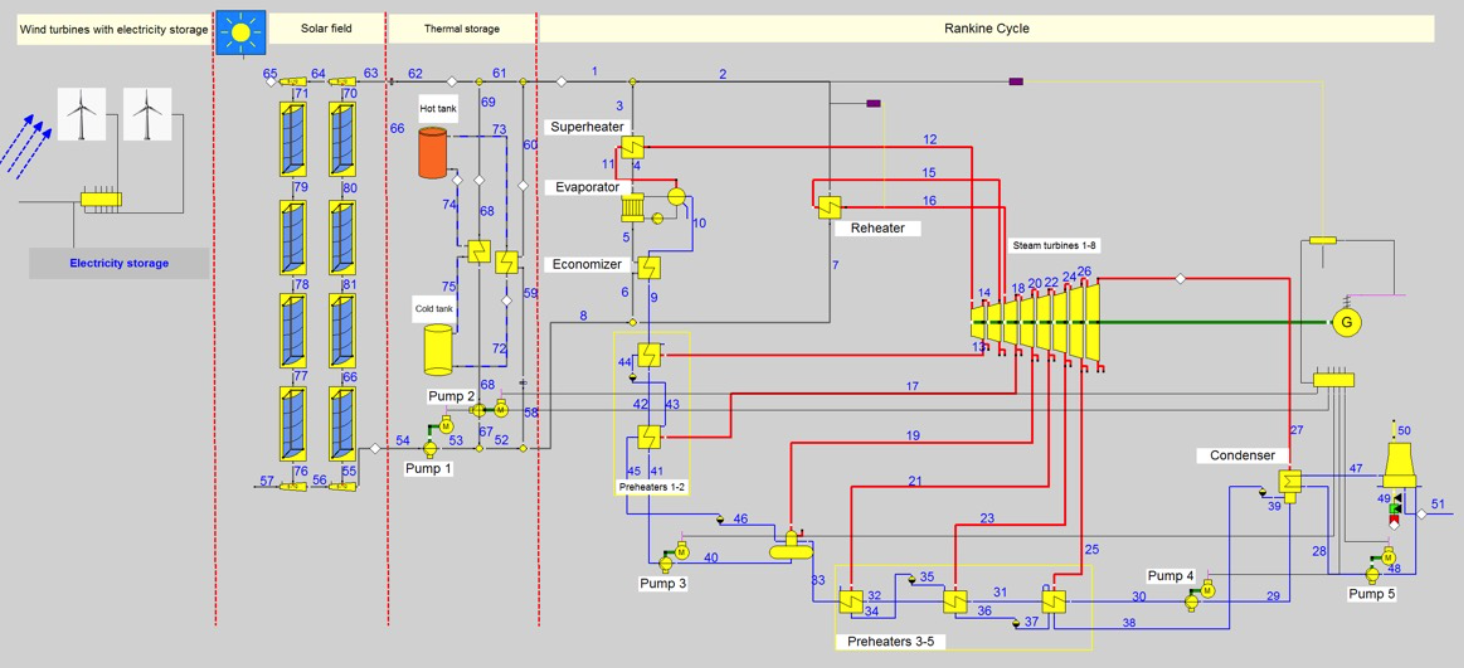 Wind turbines with electricity storage
Solar field
Thermal storage
Rankine Cycle
65 64 63 62 61 1 2
71 70 69
3
Hot tank
66 73 60
Superheater
12
11 4
15
Evaporator
79 80
74 68
16
10
Reheater
5
Electricity storage
Economizer
7
Steam turbines 1-8
78 81
75 59
6 9
14 18 20 22 24 26
Cold tank
8
G
13
72
44
77 66
68
17
Pump 2
M
58
42 43
M
67
19
27
50
54 53 52
Pump 1
Condenser
76 55
45 41
47
57 56
21
Preheaters 1-2
39
49
51
46
23
M
40
25
28
M
Pump 3
33
48
35
Pump 4
M
32
34
31
36
30
29
Pump 5
37
38
Preheaters 3-5